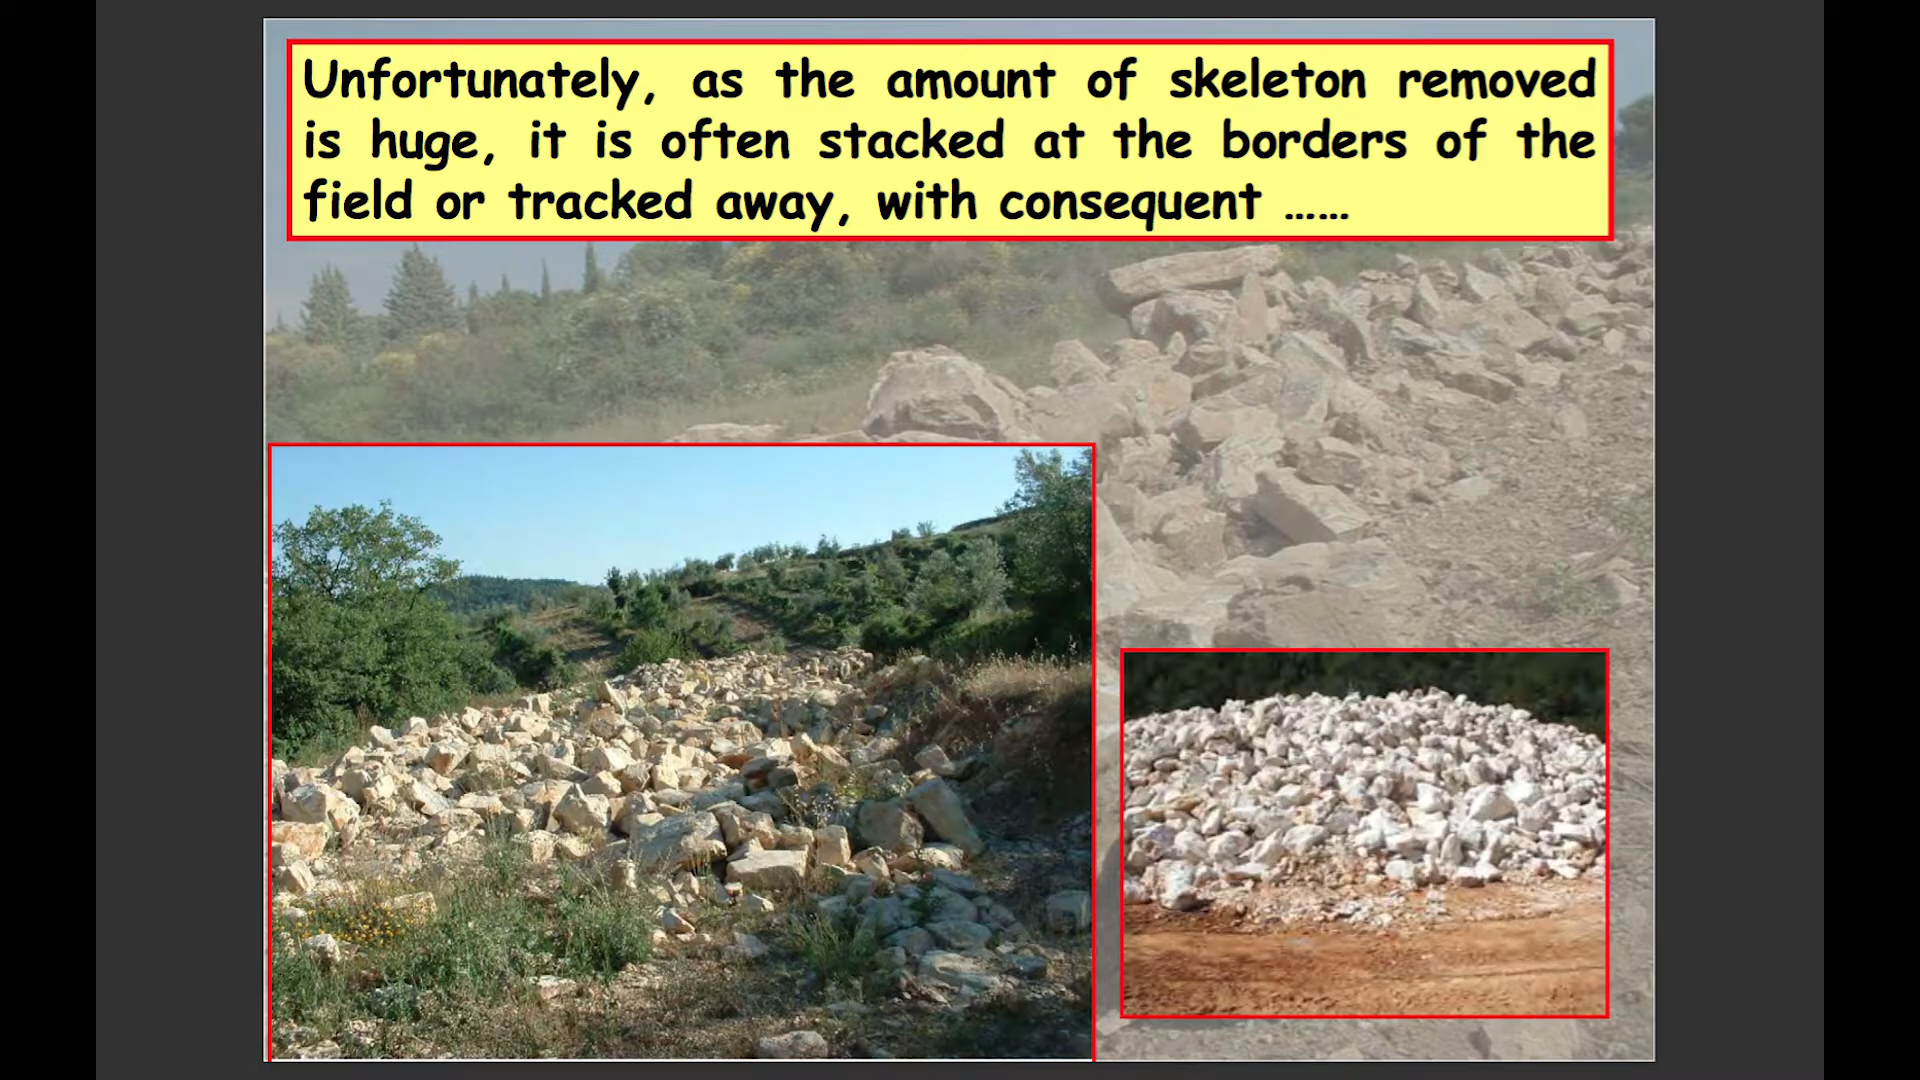 Unfortunately, as the amount of skeleton removed
is huge, it is often stacked at the borders of the
field or tracked away, with consequent ……